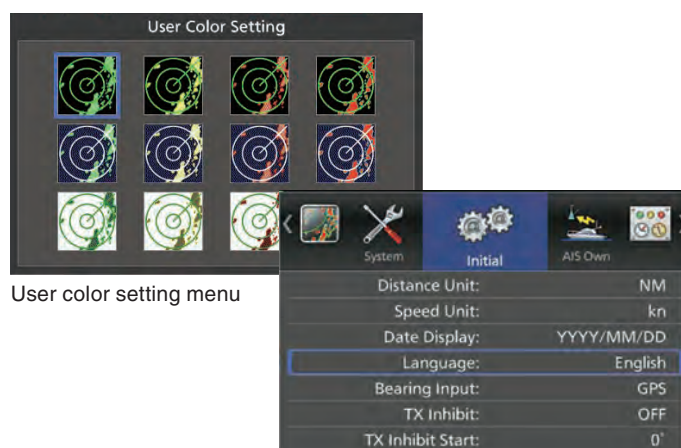 User Color Setting
User color setting menu
System
Initial
AIS Own
Distance Unit: NM
Speed Unit: kn
Date Display: YYYY/MM/DD
Language: English
Bearing Input: GPS
TX Inhibit: OFF
TX Inhibit Start: 0°